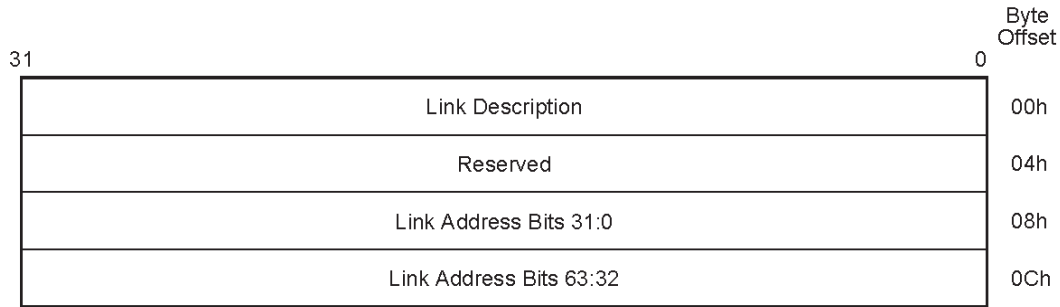 Byte
Offset
31 0
Link Description 00h
Reserved 04h
Link Address Bits 31:0 08h
Link Address Bits 63:32 0Ch